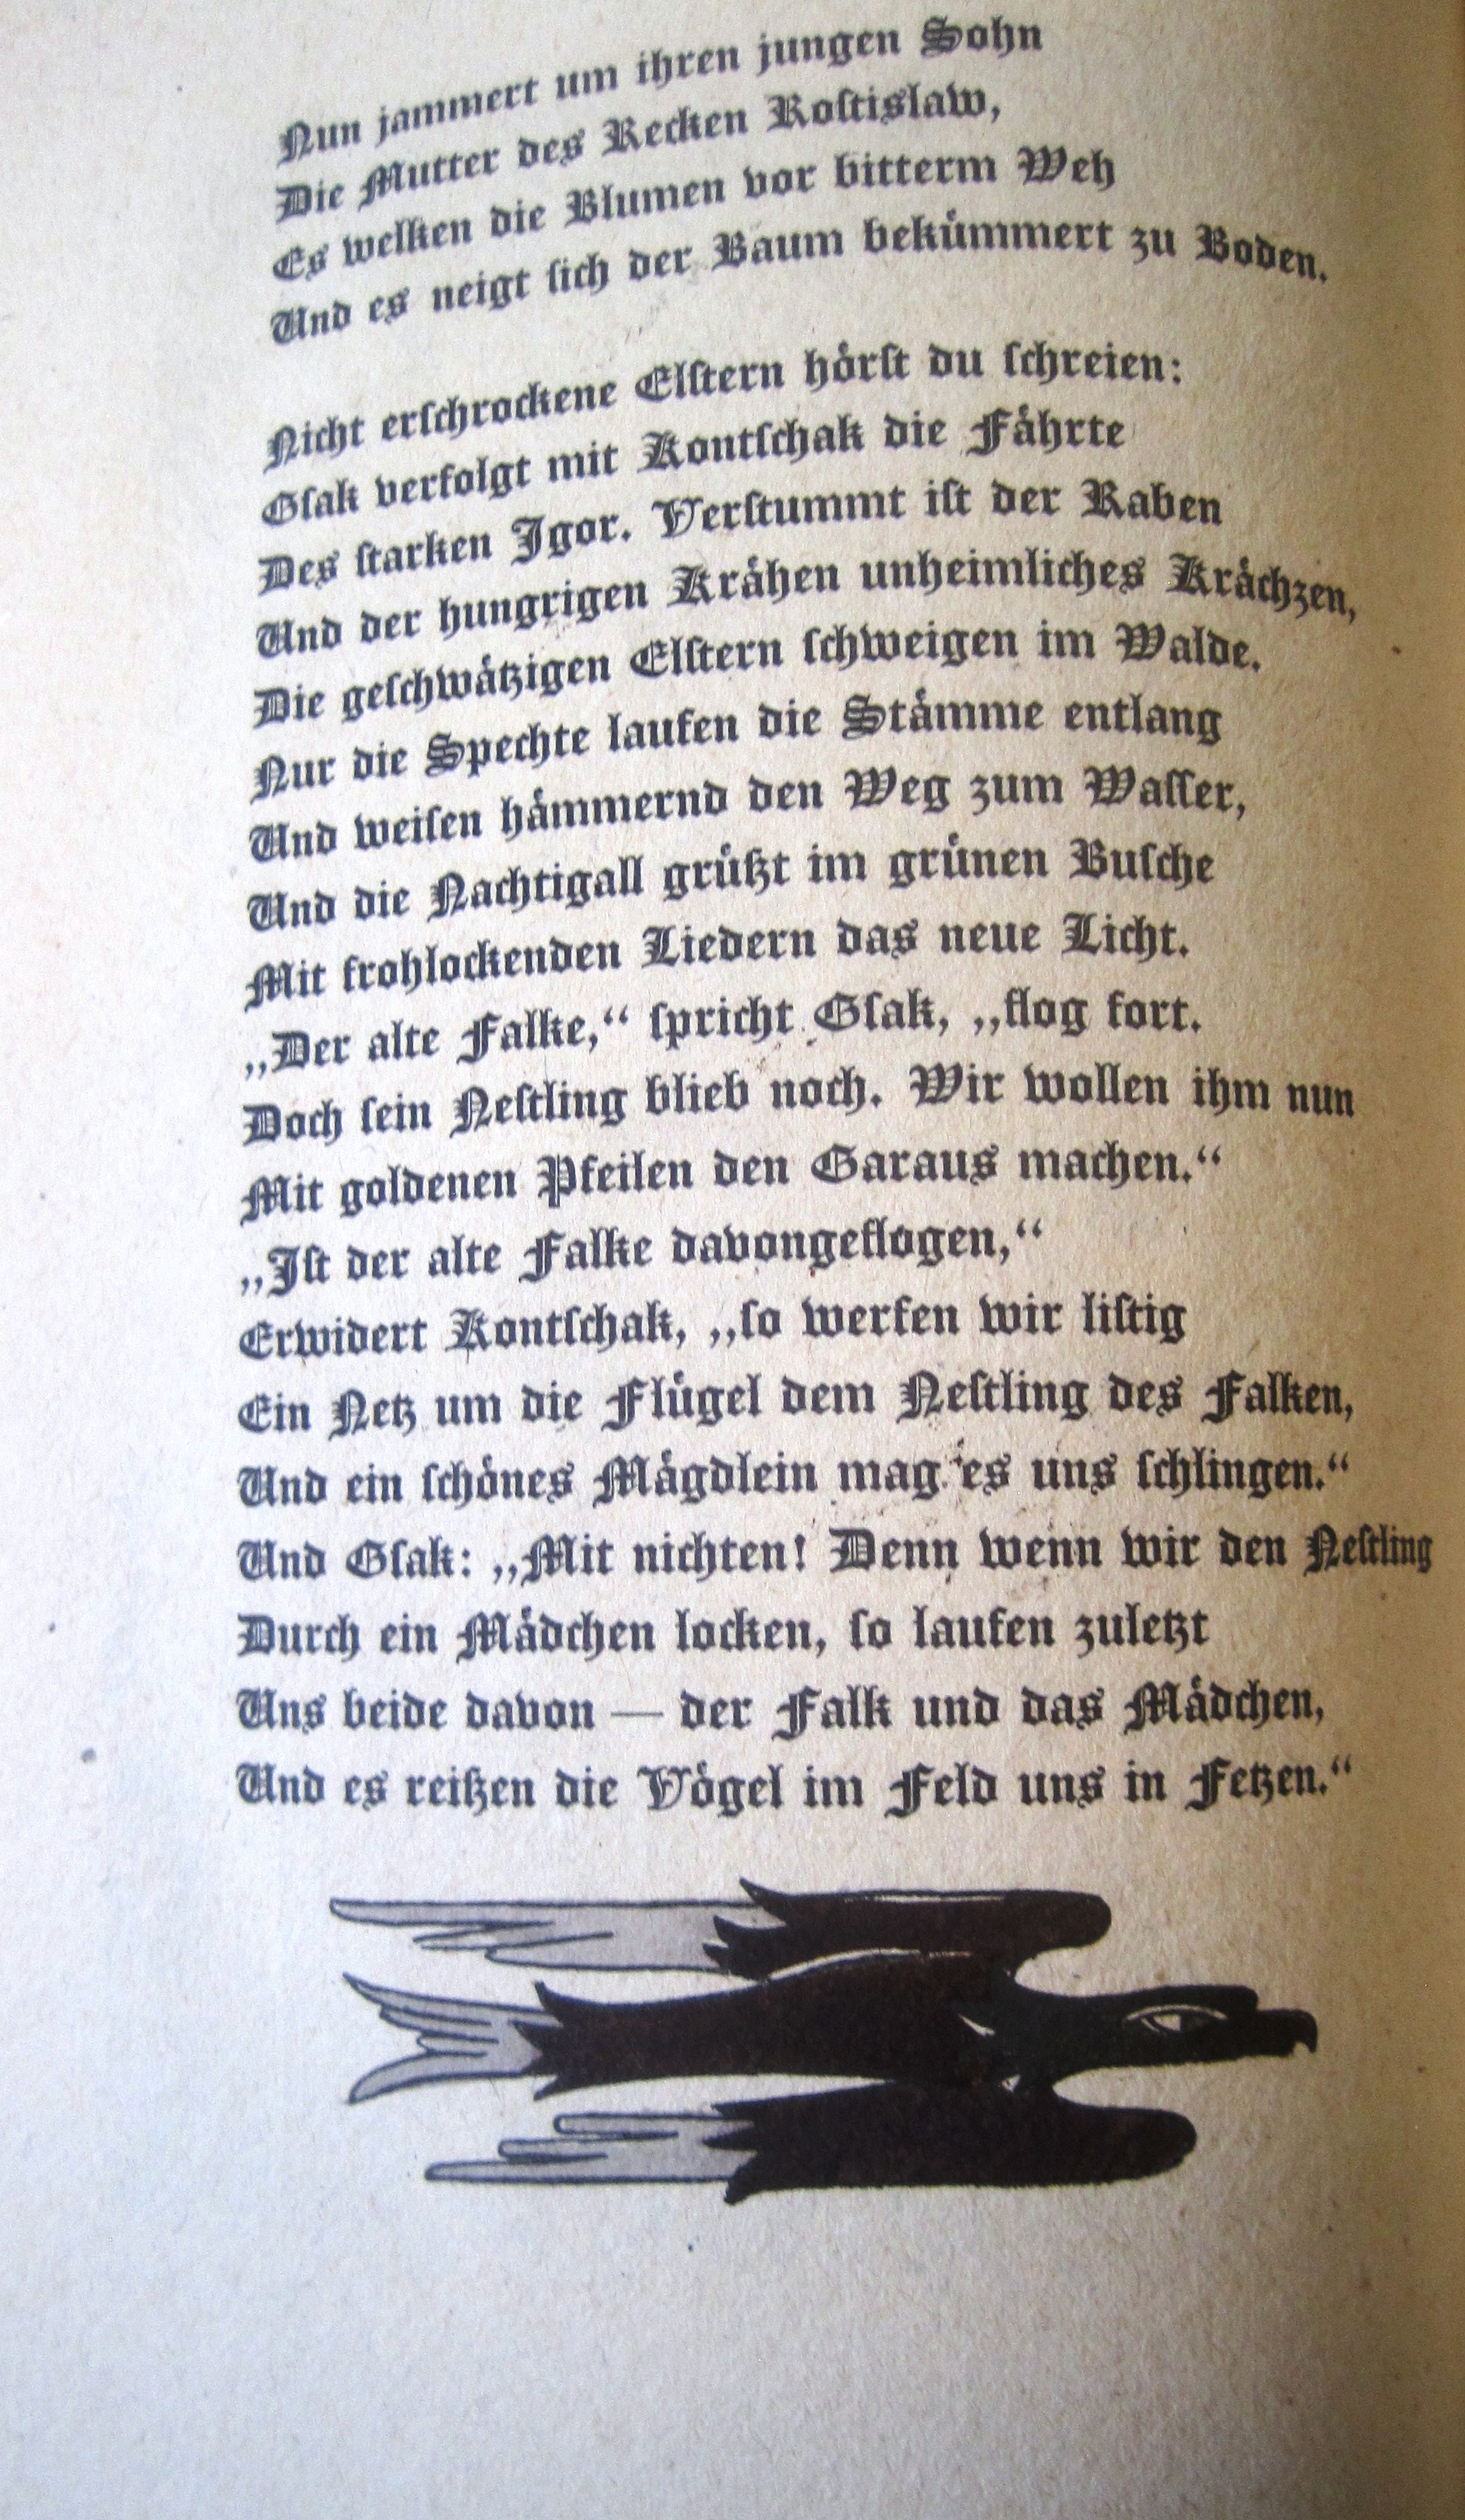 Nun jammert um ihren jungen Sohn
Die Mutter des Recken Roſtislaw,
Es welken die Blumen vor bitterm Weh
Und es neigt ſich der Baum bekümmert zu Boden.
Nicht erſchrockene Elſtern hörſt du ſchreien:
Gſak verfolgt mit Kontſchak die Fährte
Des ſtarken Igor. Verſtummt iſt der Raben
Und der hungrigen Krähen unheimliches Krächzen,
Die geſchwätzigen Elſtern ſchweigen im Walde.
Nur die Spechte laufen die Stämme entlang
Und weiſen hämmernd den Weg zum Waſſer,
Und die Nachtigall grüßt im grünen Buſche
Mit frohlockenden Liedern das neue Licht.
„Der alte Falke,“ ſpricht Gſak, „flog fort.
Doch ſein Neſtling blieb noch. Wir wollen ihm nun
Mit goldenen Pfeilen den Garaus machen.“
„Iſt der alte Falke davongeflogen,“
Erwidert Kontſchak, „ſo werfen wir liſtig
Ein Netz um die Flügel dem Neſtling des Falken,
Und ein ſchönes Mägdlein mag es uns ſchlingen.“
Und Gſak: „Mit nichten! Denn wenn wir den Neſtling
Durch ein Mädchen locken, ſo laufen zuletzt
Uns beide davon — der Falk und das Mädchen,
Und es reißen die Vögel im Feld uns in Fetzen.“